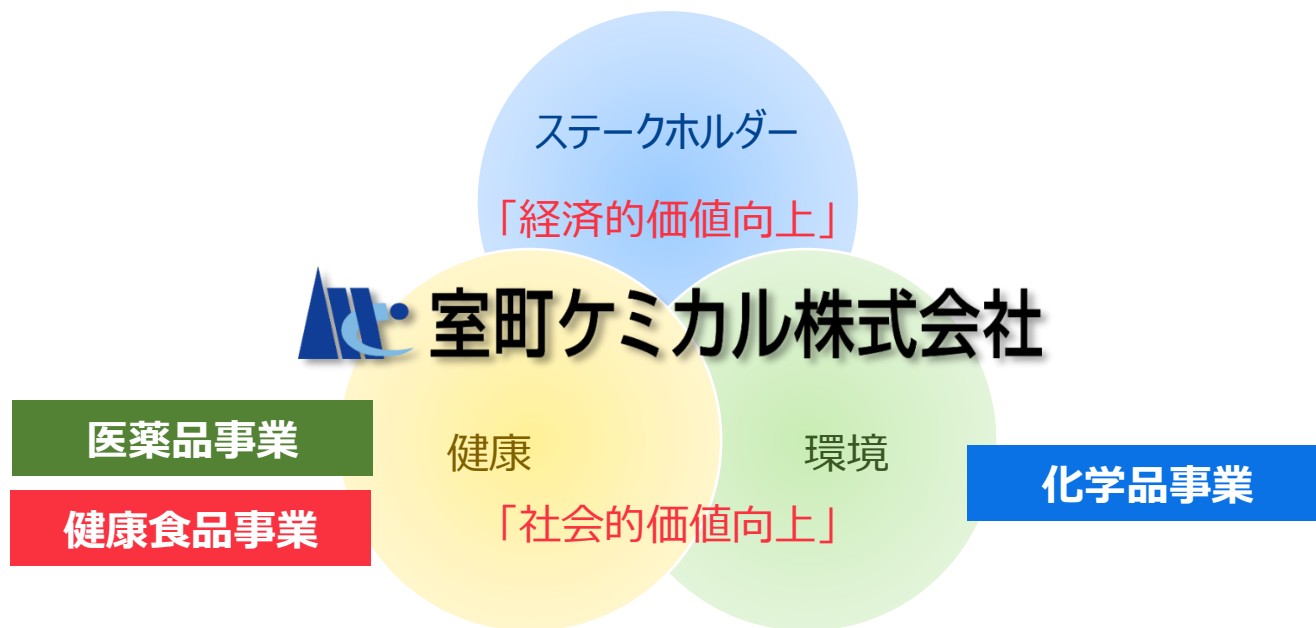 ステークホルダー
「経済的価値向上」
室町ケミカル株式会社
医薬品事業
健康食品事業
健康
環境
「社会的価値向上」
化学品事業